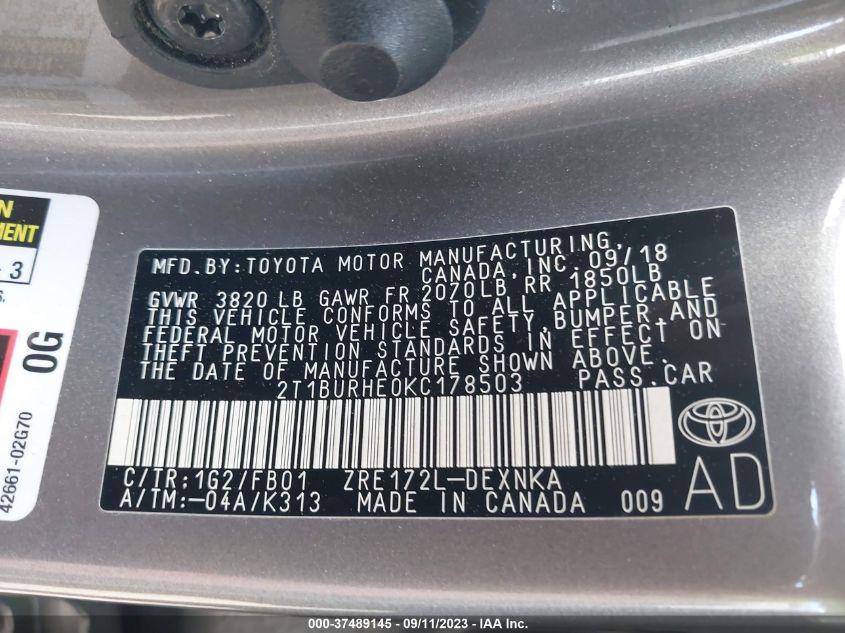 MFD.BY:TOYOTA MOTOR MANUFACTURING,
CANADA, INC. 09/18
GVWR 3820 LB GAWR FR 2070LB, RR 1850LB
THIS VEHICLE CONFORMS TO ALL APPLICABLE
FEDERAL MOTOR VEHICLE SAFETY, BUMPER, AND
THEFT PREVENTION STANDARDS IN EFFECT ON
THE DATE OF MANUFACTURE SHOWN ABOVE.
2T1BURHE0KC178503 PASS.CAR
C/TR:1G2/FB01 ZRE172L-DEXNKA
A/TM:-04A/K313 MADE IN CANADA 009
AD
MENT
3
0G
42661-02G70
000-37489145 - 09/11/2023 - IAA Inc.